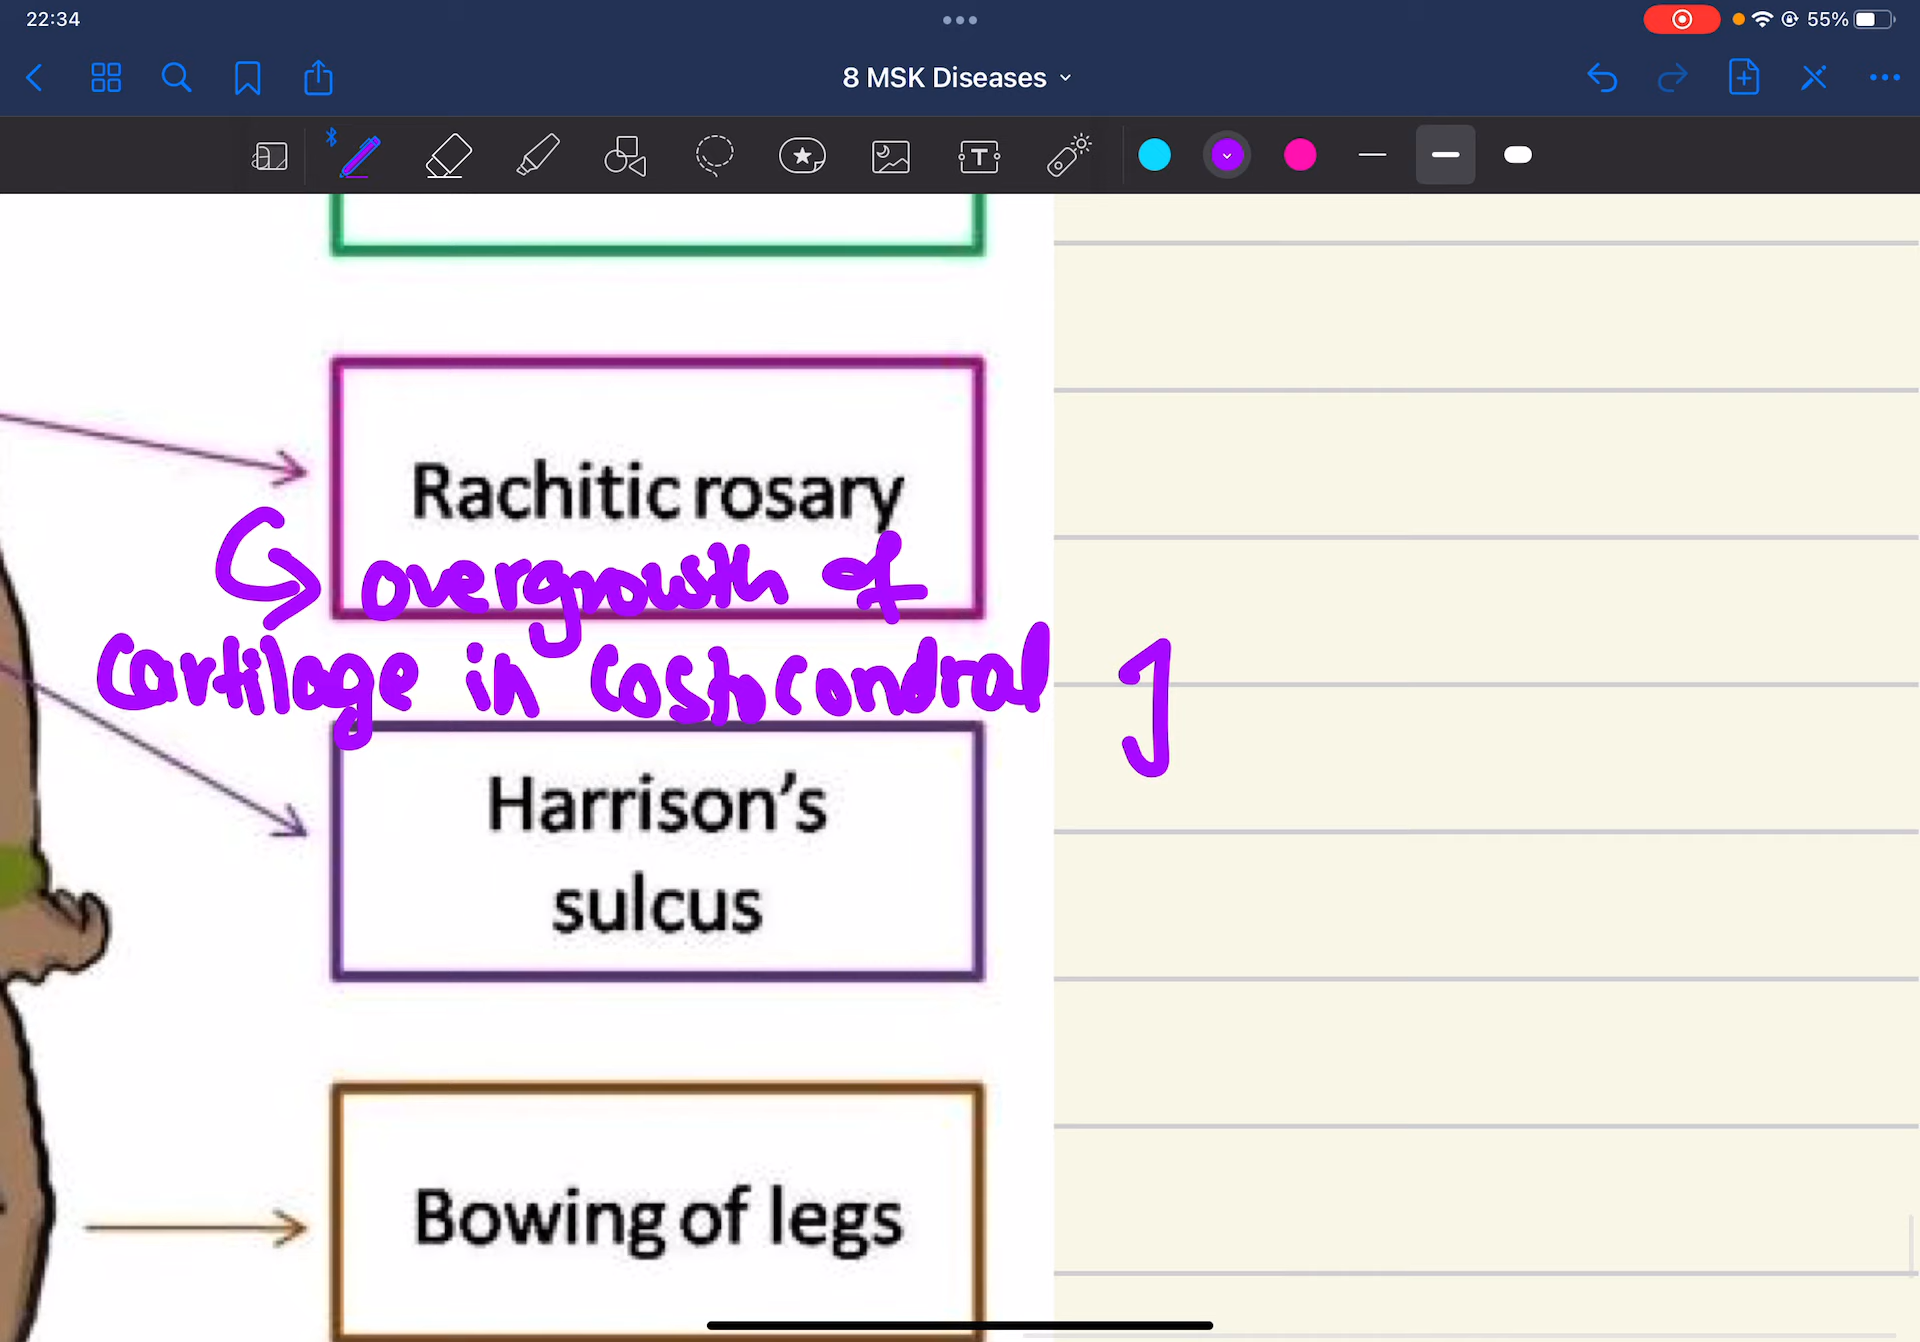 22:34
55%
8 MSK Diseases
Rachitic rosary
overgrowth of
cartilage in costocondral J
Harrison's
sulcus
Bowing of legs